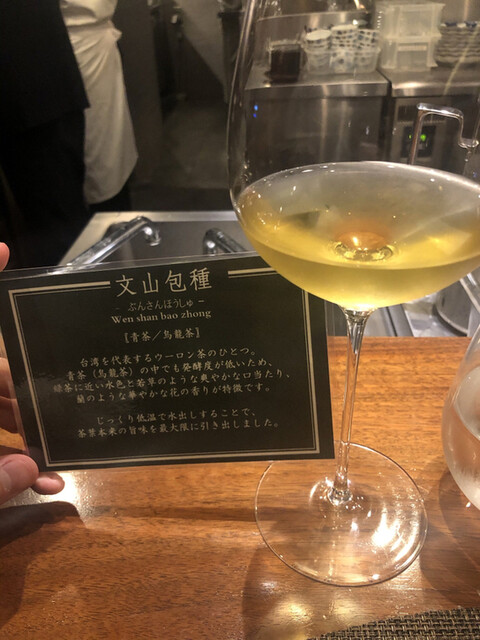 文山包種
- ぶんさんほうしゅ -
Wen shan bao zhong
【青茶／烏龍茶】
台湾を代表するウーロン茶のひとつ。
青茶（烏龍茶）の中でも発酵度が低いため、
緑茶に近い水色と若草のような爽やかな口当たり、
蘭のような華やかな花の香りが特徴です。
じっくり低温で水出しすることで、
茶葉本来の旨味を最大限に引き出しました。